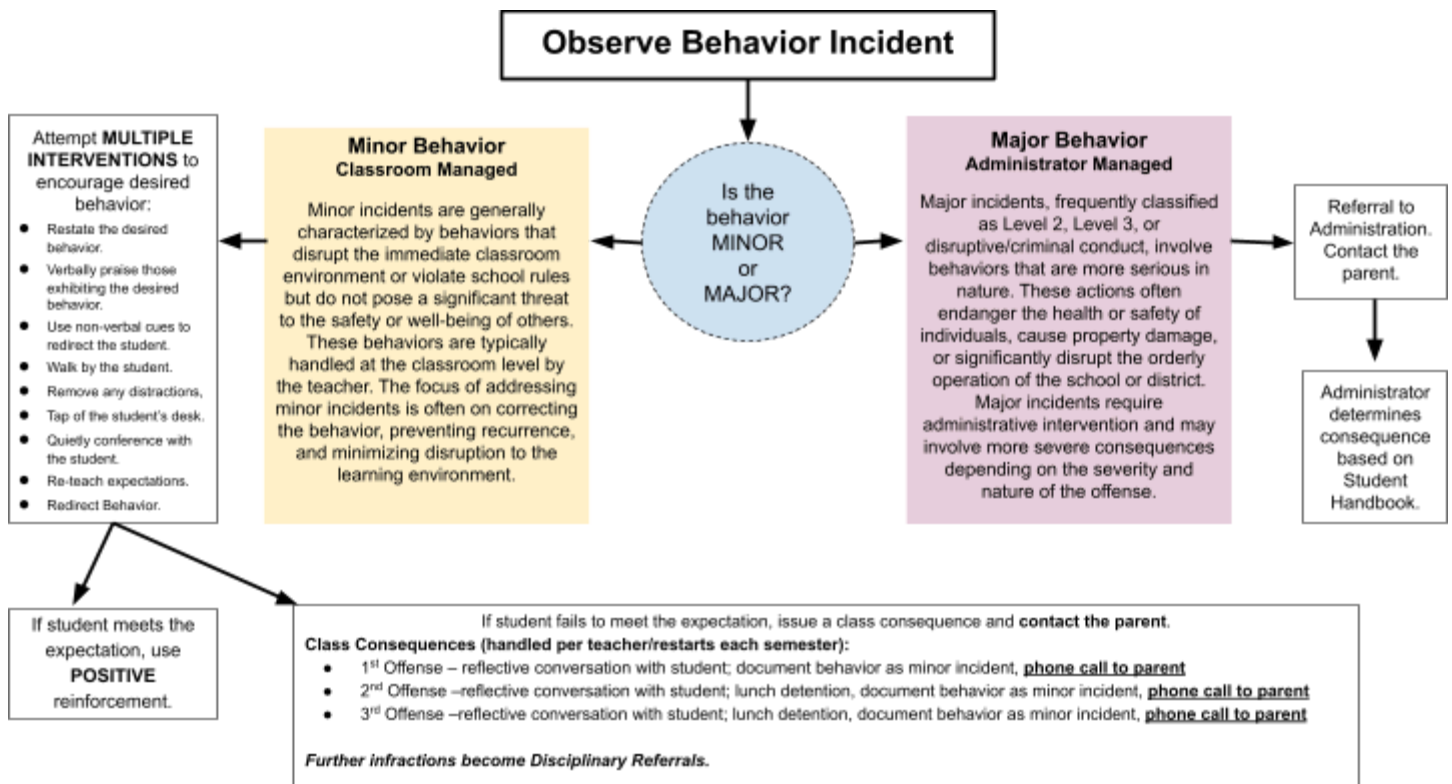 Observe Behavior Incident
Attempt MULTIPLE
INTERVENTIONS to
encourage desired
behavior:
● Restate the desired
behavior.
● Verbally praise those
exhibiting the desired
behavior.
● Use non-verbal cues to
redirect the student.
● Walk by the student.
● Remove any distractions,
● Tap of the student's desk.
● Quietly conference with
the student.
● Re-teach expectations.
● Redirect Behavior.
Minor Behavior
Classroom Managed
Minor incidents are generally
characterized by behaviors that
disrupt the immediate classroom
environment or violate school rules
but do not pose a significant threat
to the safety or well-being of others.
These behaviors are typically
handled at the classroom level by
the teacher. The focus of addressing
minor incidents is often on correcting
the behavior, preventing recurrence,
and minimizing disruption to the
learning environment.
Is the
behavior
MINOR
or
MAJOR?
Major Behavior
Administrator Managed
Major incidents, frequently classified
as Level 2, Level 3, or
disruptive/criminal conduct, involve
behaviors that are more serious in
nature. These actions often
endanger the health or safety of
individuals, cause property damage,
or significantly disrupt the orderly
operation of the school or district.
Major incidents require
administrative intervention and may
involve more severe consequences
depending on the severity and
nature of the offense.
Referral to
Administration.
Contact the
parent.
Administrator
determines
consequence
based on
Student
Handbook.
If student meets the
expectation, use
POSITIVE
reinforcement.
If student fails to meet the expectation, issue a class consequence and contact the parent.
Class Consequences (handled per teacher/restarts each semester):
● 1st Offense – reflective conversation with student; document behavior as minor incident, phone call to parent
● 2nd Offense –reflective conversation with student; lunch detention, document behavior as minor incident, phone call to parent
● 3rd Offense –reflective conversation with student; lunch detention, document behavior as minor incident, phone call to parent
Further infractions become Disciplinary Referrals.